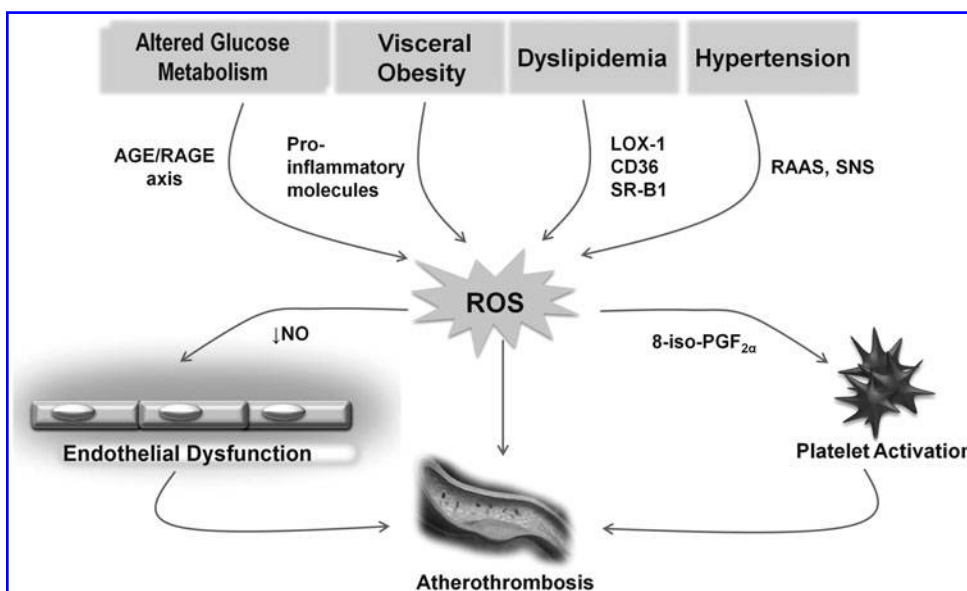 Altered Glucose
Metabolism
Visceral
Obesity
Dyslipidemia
Hypertension
AGE/RAGE
axis
Pro-
inflammatory
molecules
LOX-1
CD36
SR-B1
RAAS, SNS
ROS
↓NO
8-iso-PGF₂α
Endothelial Dysfunction
Platelet Activation
Atherothrombosis